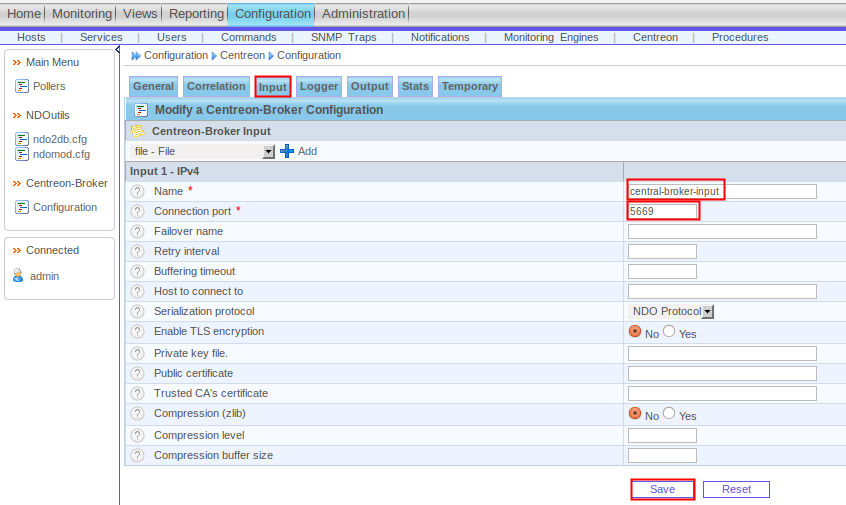 Home Monitoring Views Reporting Configuration Administration
Hosts | Services | Users | Commands | SNMP Traps | Notifications | Monitoring Engines | Centreon | Procedures
Main Menu
Pollers
NDOutils
ndo2db.cfg
ndomod.cfg
Centreon-Broker
Configuration
Connected
admin
Configuration Centreon Configuration
General Correlation Input Logger Output Stats Temporary
Modify a Centreon-Broker Configuration
Centreon-Broker Input
file - File Add
Input 1 - IPv4
? Name * central-broker-input
? Connection port * 5669
? Failover name
? Retry interval
? Buffering timeout
? Host to connect to
? Serialization protocol NDO Protocol
? Enable TLS encryption No Yes
? Private key file.
? Public certificate
? Trusted CA's certificate
? Compression (zlib) No Yes
? Compression level
? Compression buffer size
Save Reset